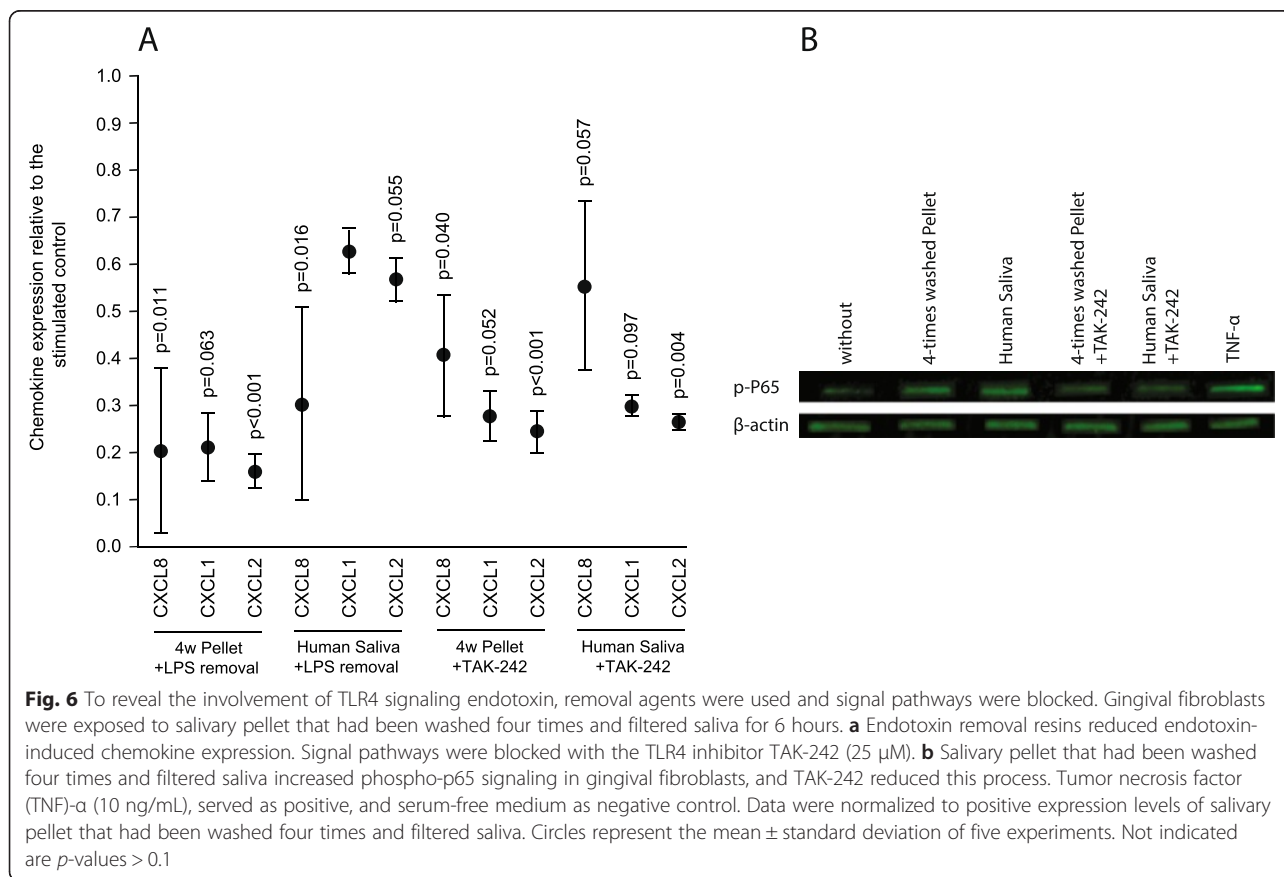 A
B
Chemokine expression relative to the
stimulated control
1.0
0.9
0.8
0.7
0.6
0.5
0.4
0.3
0.2
0.1
0.0
p=0.011
p=0.063
p<0.001
p=0.016
p=0.055
p=0.040
p=0.052
p<0.001
p=0.057
p=0.097
p=0.004
CXCL8
CXCL1
CXCL2
CXCL8
CXCL1
CXCL2
CXCL8
CXCL1
CXCL2
CXCL8
CXCL1
CXCL2
4w Pellet
+LPS removal
Human Saliva
+LPS removal
4w Pellet
+TAK-242
Human Saliva
+TAK-242
without
4-times washed Pellet
Human Saliva
4-times washed Pellet
+TAK-242
Human Saliva
+TAK-242
TNF-α
p-P65
β-actin
Fig. 6 To reveal the involvement of TLR4 signaling endotoxin, removal agents were used and signal pathways were blocked. Gingival fibroblasts
were exposed to salivary pellet that had been washed four times and filtered saliva for 6 hours. a Endotoxin removal resins reduced endotoxin-
induced chemokine expression. Signal pathways were blocked with the TLR4 inhibitor TAK-242 (25 μM). b Salivary pellet that had been washed
four times and filtered saliva increased phospho-p65 signaling in gingival fibroblasts, and TAK-242 reduced this process. Tumor necrosis factor
(TNF)-α (10 ng/mL), served as positive, and serum-free medium as negative control. Data were normalized to positive expression levels of salivary
pellet that had been washed four times and filtered saliva. Circles represent the mean ± standard deviation of five experiments. Not indicated
are p-values > 0.1